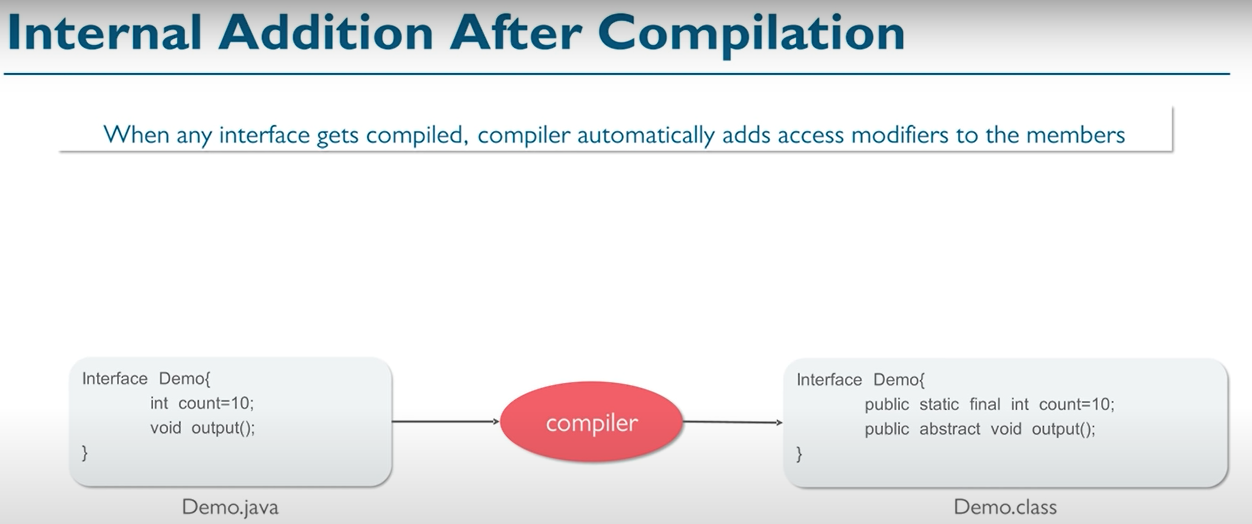 Internal Addition After Compilation
When any interface gets compiled, compiler automatically adds access modifiers to the members
Interface Demo{
int count=10;
void output();
}
Demo.java
compiler
Interface Demo{
public static final int count=10;
public abstract void output();
}
Demo.class